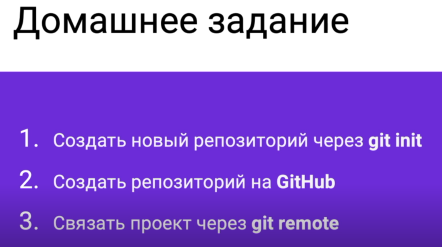 Домашнее задание
1. Создать новый репозиторий через git init
2. Создать репозиторий на GitHub
3. Связать проект через git remote